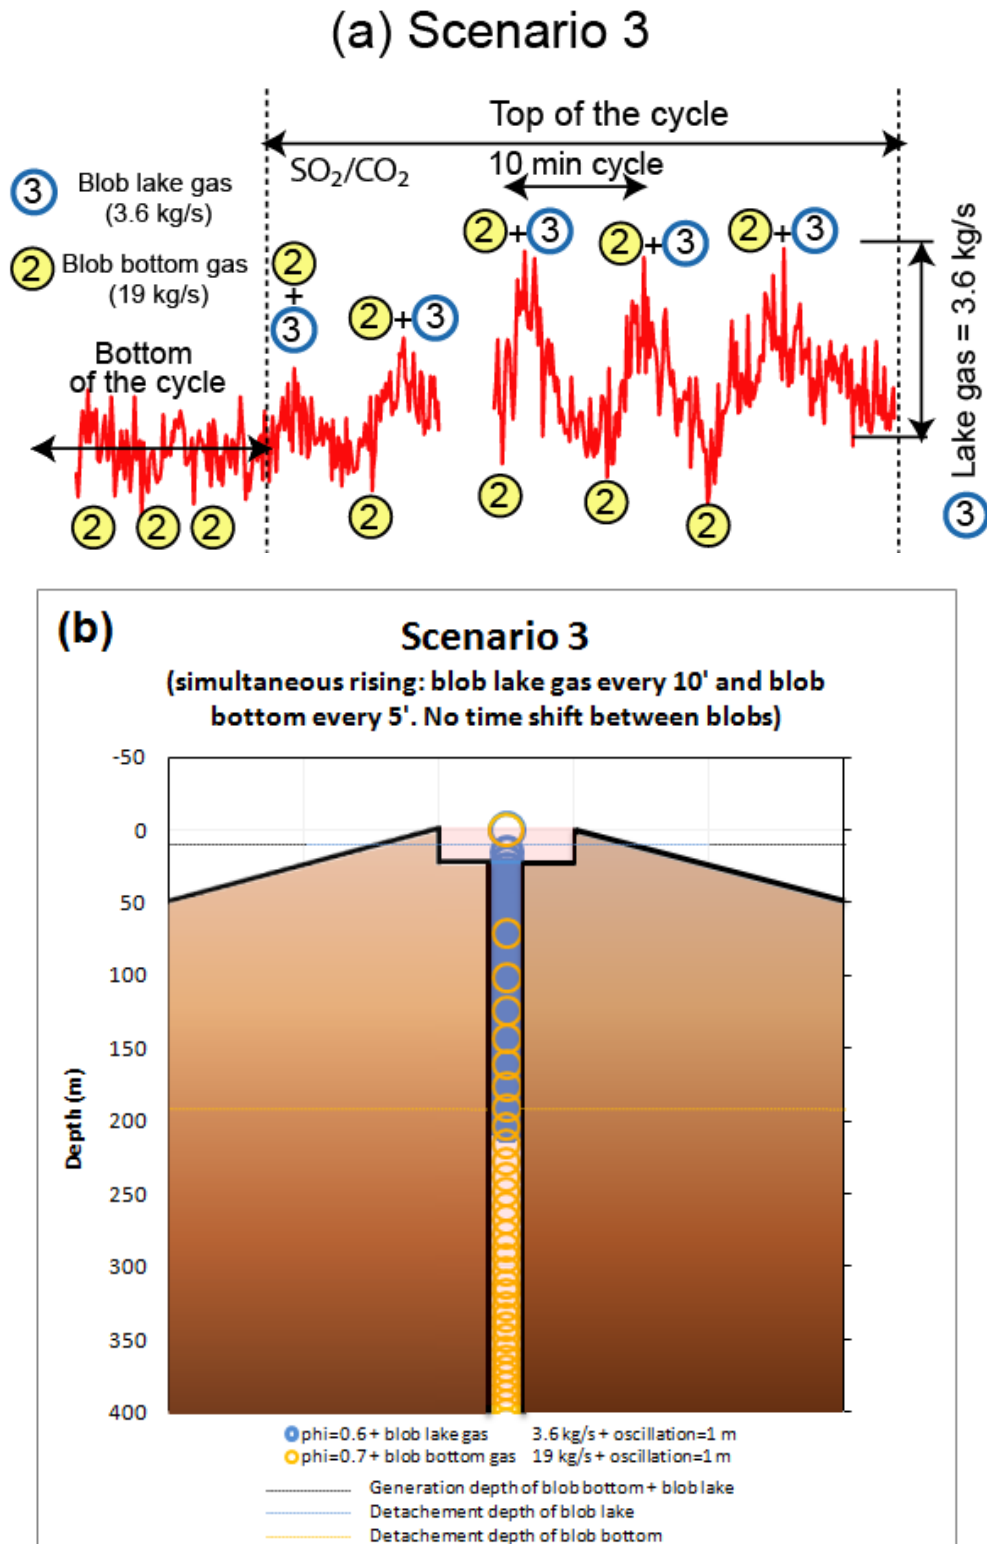 (a) Scenario 3
Top of the cycle
SO₂/CO₂
10 min cycle
3 Blob lake gas
(3.6 kg/s)
2 Blob bottom gas
(19 kg/s)
2
+
3
2+3
2+3
2+3
2+3
Bottom
of the cycle
2 2 2
2
2
2
2
3 Lake gas = 3.6 kg/s
(b)
Scenario 3
(simultaneous rising: blob lake gas every 10' and blob
bottom every 5'. No time shift between blobs)
-50
0
50
100
150
200
250
300
350
400
Depth (m)
phi=0.6 + blob lake gas 3.6 kg/s + oscillation=1 m
phi=0.7 + blob bottom gas 19 kg/s + oscillation=1 m
Generation depth of blob bottom + blob lake
Detachement depth of blob lake
Detachement depth of blob bottom